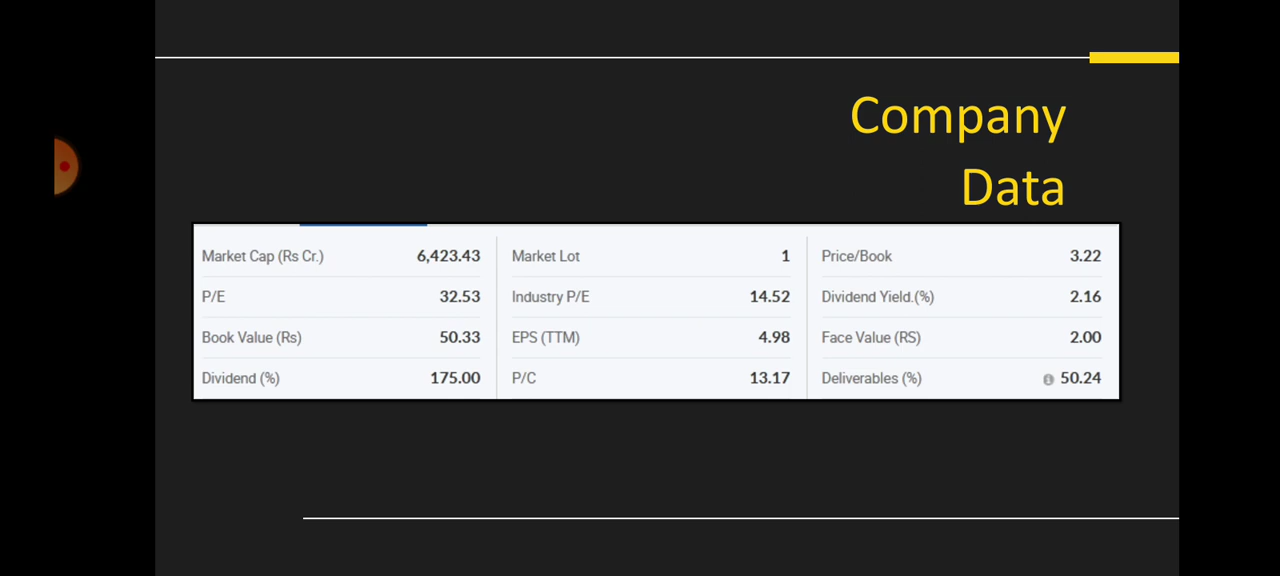 Company
Data
Market Cap (Rs Cr.) 6,423.43 Market Lot 1 Price/Book 3.22
P/E 32.53 Industry P/E 14.52 Dividend Yield.(%) 2.16
Book Value (Rs) 50.33 EPS (TTM) 4.98 Face Value (RS) 2.00
Dividend (%) 175.00 P/C 13.17 Deliverables (%) 50.24